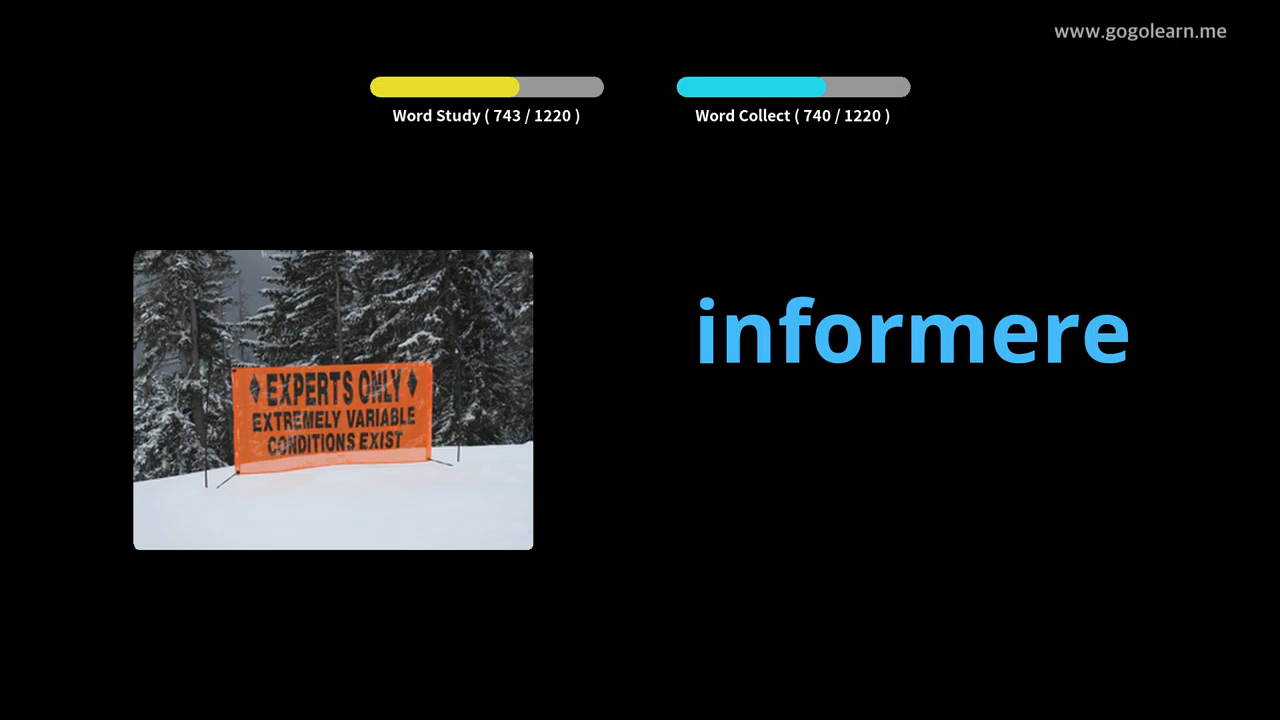 www.gogolearn.me
Word Study ( 743 / 1220 )
Word Collect ( 740 / 1220 )
informere
EXPERTS ONLY
EXTREMELY VARIABLE
CONDITIONS EXIST